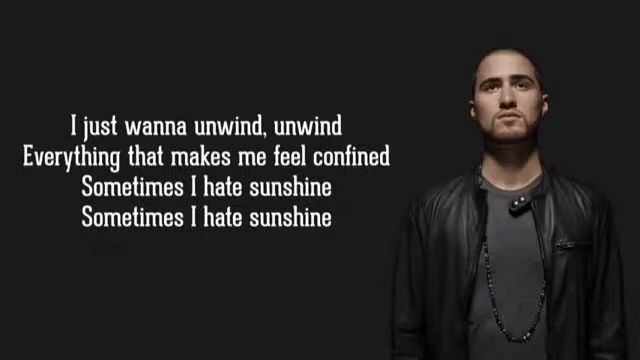 I just wanna unwind, unwind
Everything that makes me feel confined
Sometimes I hate sunshine
Sometimes I hate sunshine